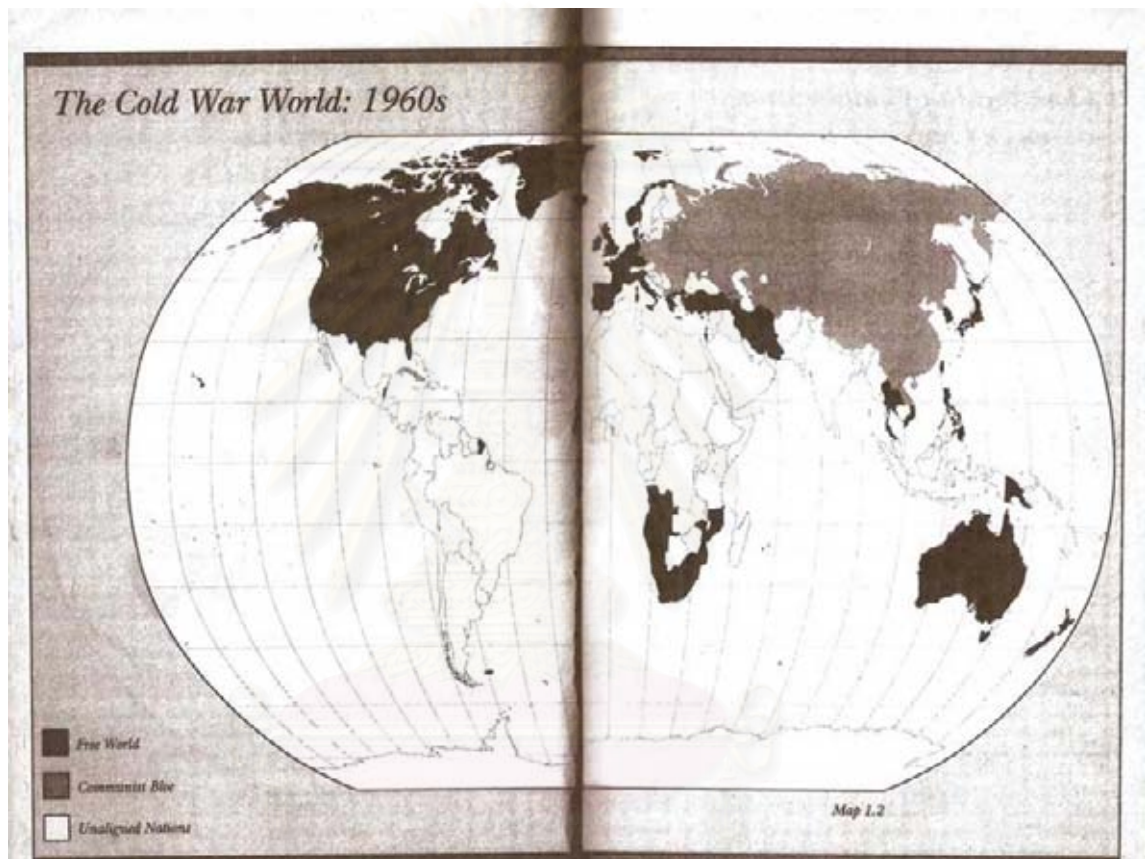 The Cold War World: 1960s
Free World
Communist Bloc
Unaligned Nations
Map 1.2